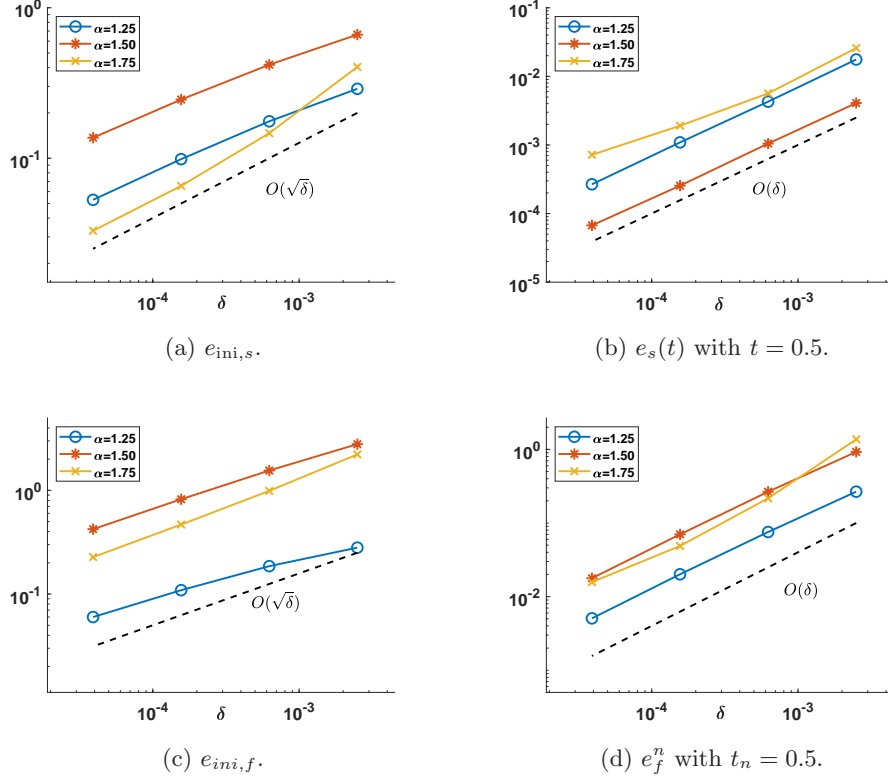 10^0
10^-1
α=1.25
α=1.50
α=1.75
O(√δ)
10^-4
δ
10^-3
(a) e_ini,s.
10^-1
10^-2
10^-3
10^-4
10^-5
α=1.25
α=1.50
α=1.75
O(δ)
10^-4
δ
10^-3
(b) e_s(t) with t = 0.5.
10^0
10^-1
α=1.25
α=1.50
α=1.75
O(√δ)
10^-4
δ
10^-3
(c) e_ini,f.
10^0
10^-2
α=1.25
α=1.50
α=1.75
O(δ)
10^-4
δ
10^-3
(d) e_f^n with t_n = 0.5.